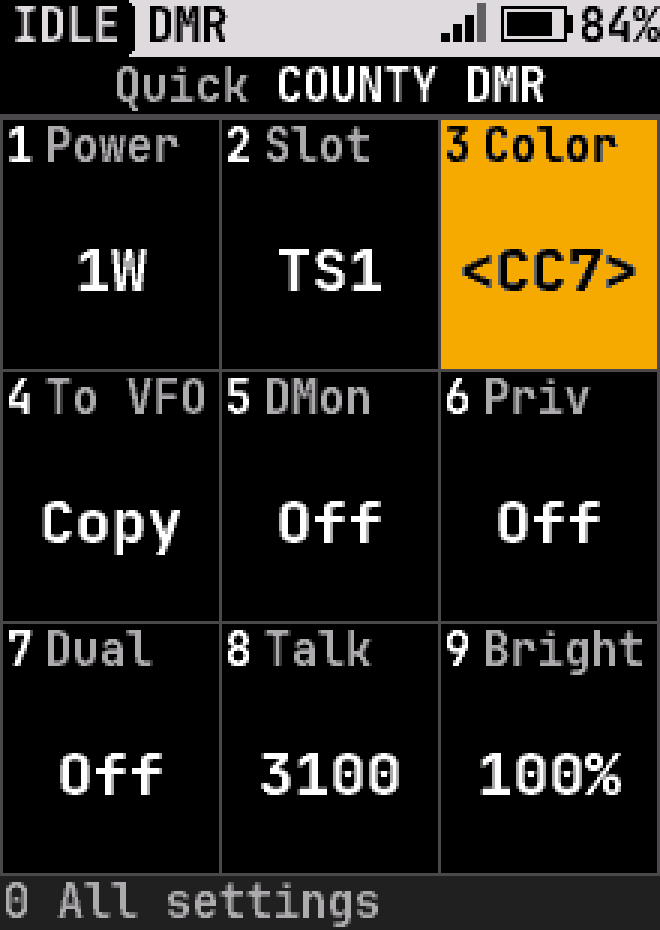 IDLE DMR 84%
Quick COUNTY DMR
1 Power 2 Slot 3 Color
1W TS1 <CC7>
4 To VFO 5 DMon 6 Priv
Copy Off Off
7 Dual 8 Talk 9 Bright
Off 3100 100%
0 All settings